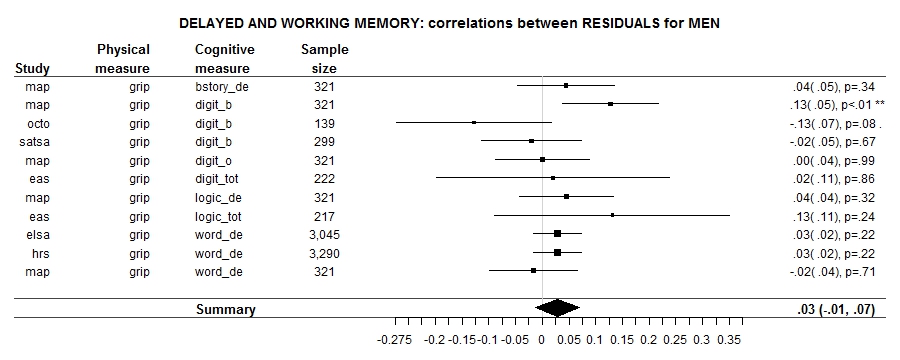 DELAYED AND WORKING MEMORY: correlations between RESIDUALS for MEN
Physical Cognitive Sample
Study measure measure size
map grip bstory_de 321 .04( .05), p=.34
map grip digit_b 321 .13( .05), p<.01 **
octo grip digit_b 139 -.13( .07), p=.08 .
satsa grip digit_b 299 -.02( .05), p=.67
map grip digit_o 321 .00( .04), p=.99
eas grip digit_tot 222 .02( .11), p=.86
map grip logic_de 321 .04( .04), p=.32
eas grip logic_tot 217 .13( .11), p=.24
elsa grip word_de 3,045 .03( .02), p=.22
hrs grip word_de 3,290 .03( .02), p=.22
map grip word_de 321 -.02( .04), p=.71
Summary .03 (-.01, .07)
-0.275 -0.2 -0.15 -0.1 -0.05 0 0.05 0.1 0.15 0.2 0.25 0.3 0.35